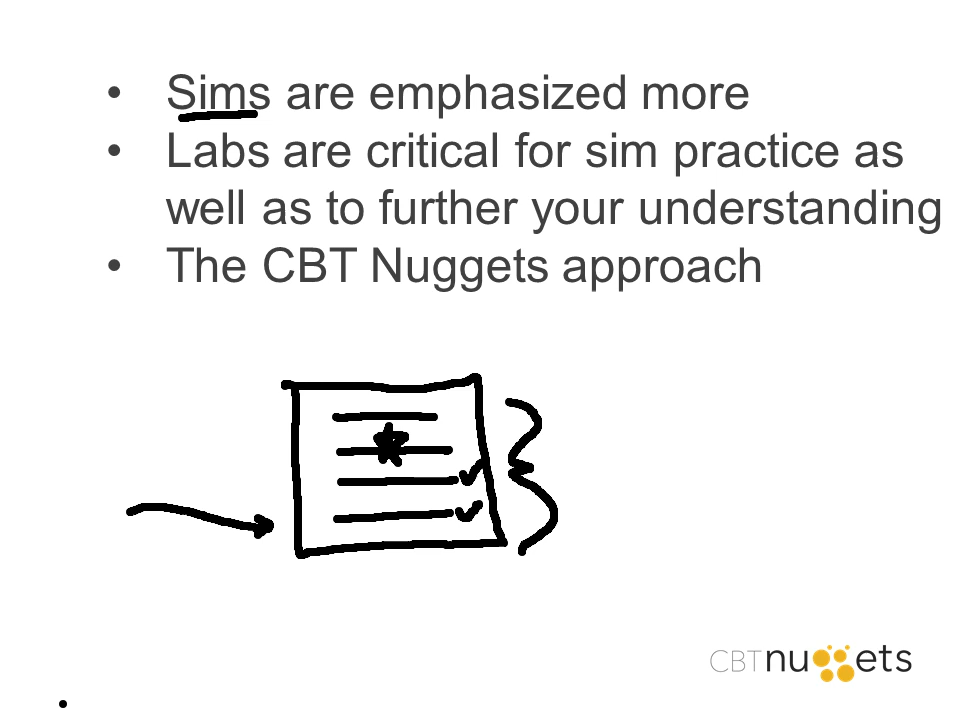 • Sims are emphasized more
• Labs are critical for sim practice as
well as to further your understanding
• The CBT Nuggets approach
CBTnuggets
•